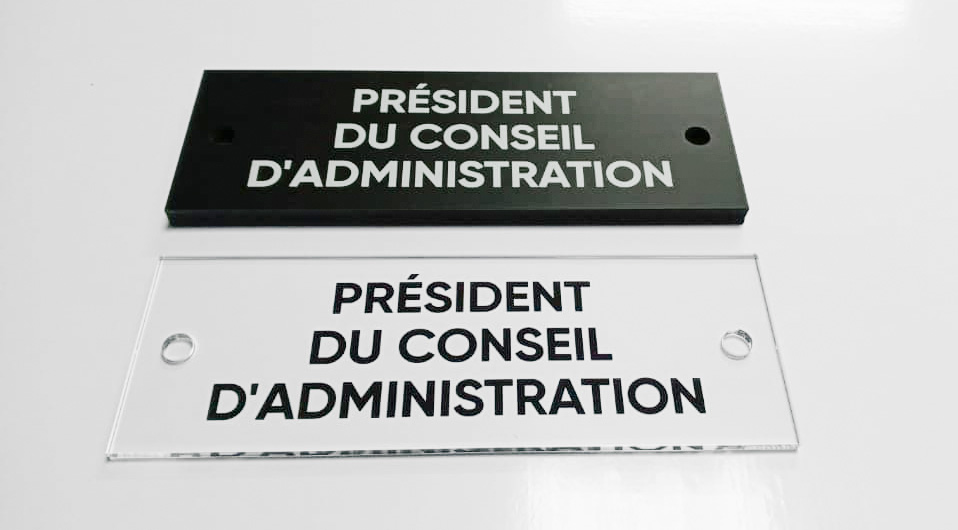 PRÉSIDENT
DU CONSEIL
D'ADMINISTRATION
PRÉSIDENT
DU CONSEIL
D'ADMINISTRATION